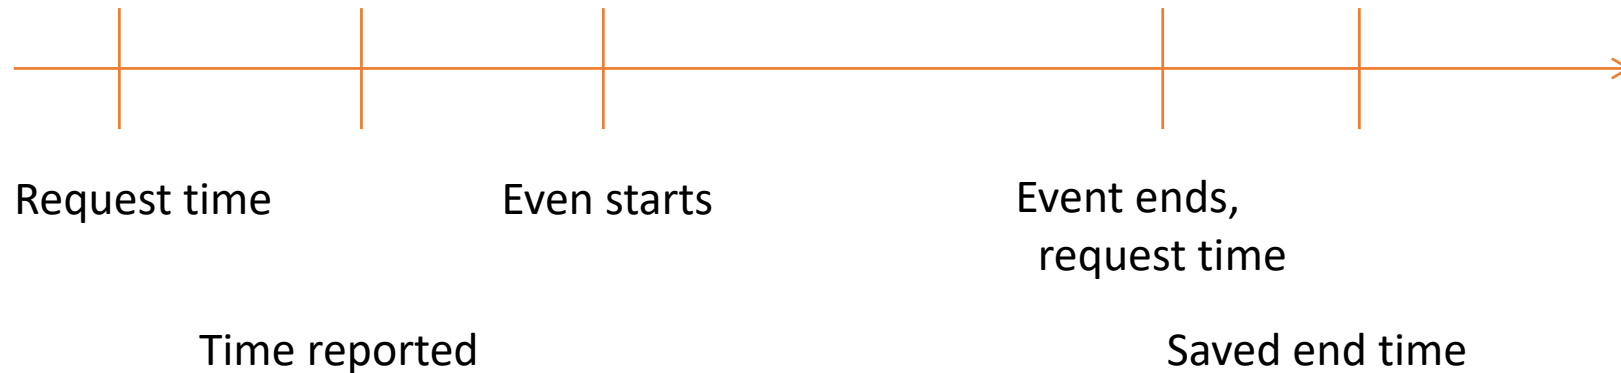 Request time
Even starts
Event ends,
request time
Time reported
Saved end time